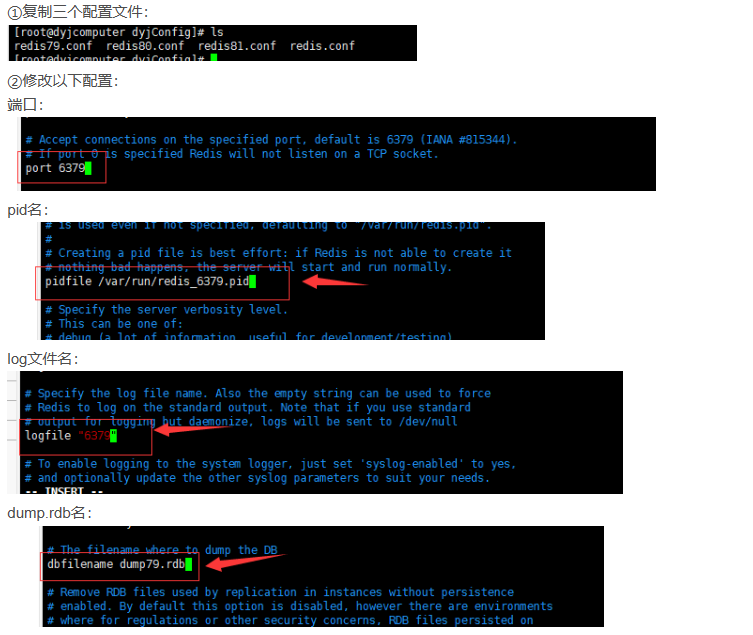 ①复制三个配置文件：
[root@dyjcomputer dyjConfig]# ls
redis79.conf  redis80.conf  redis81.conf  redis.conf
[root@dyjcomputer dyjConfig]#
②修改以下配置：
端口：
# Accept connections on the specified port, default is 6379 (IANA #815344).
# If port 0 is specified Redis will not listen on a TCP socket.
port 6379
pid名：
# is used even if not specified, defaulting to "/var/run/redis.pid".
#
# Creating a pid file is best effort: if Redis is not able to create it
# nothing bad happens, the server will start and run normally.
pidfile /var/run/redis_6379.pid
# Specify the server verbosity level.
# This can be one of:
# debug (a lot of information, useful for development/testing)
log文件名：
# Specify the log file name. Also the empty string can be used to force
# Redis to log on the standard output. Note that if you use standard
# output for logging but daemonize, logs will be sent to /dev/null
logfile "6379"
# To enable logging to the system logger, just set 'syslog-enabled' to yes,
# and optionally update the other syslog parameters to suit your needs.
-- INSERT --
dump.rdb名：
# The filename where to dump the DB
dbfilename dump79.rdb
# Remove RDB files used by replication in instances without persistence
# enabled. By default this option is disabled, however there are environments
# where for regulations or other security concerns, RDB files persisted on